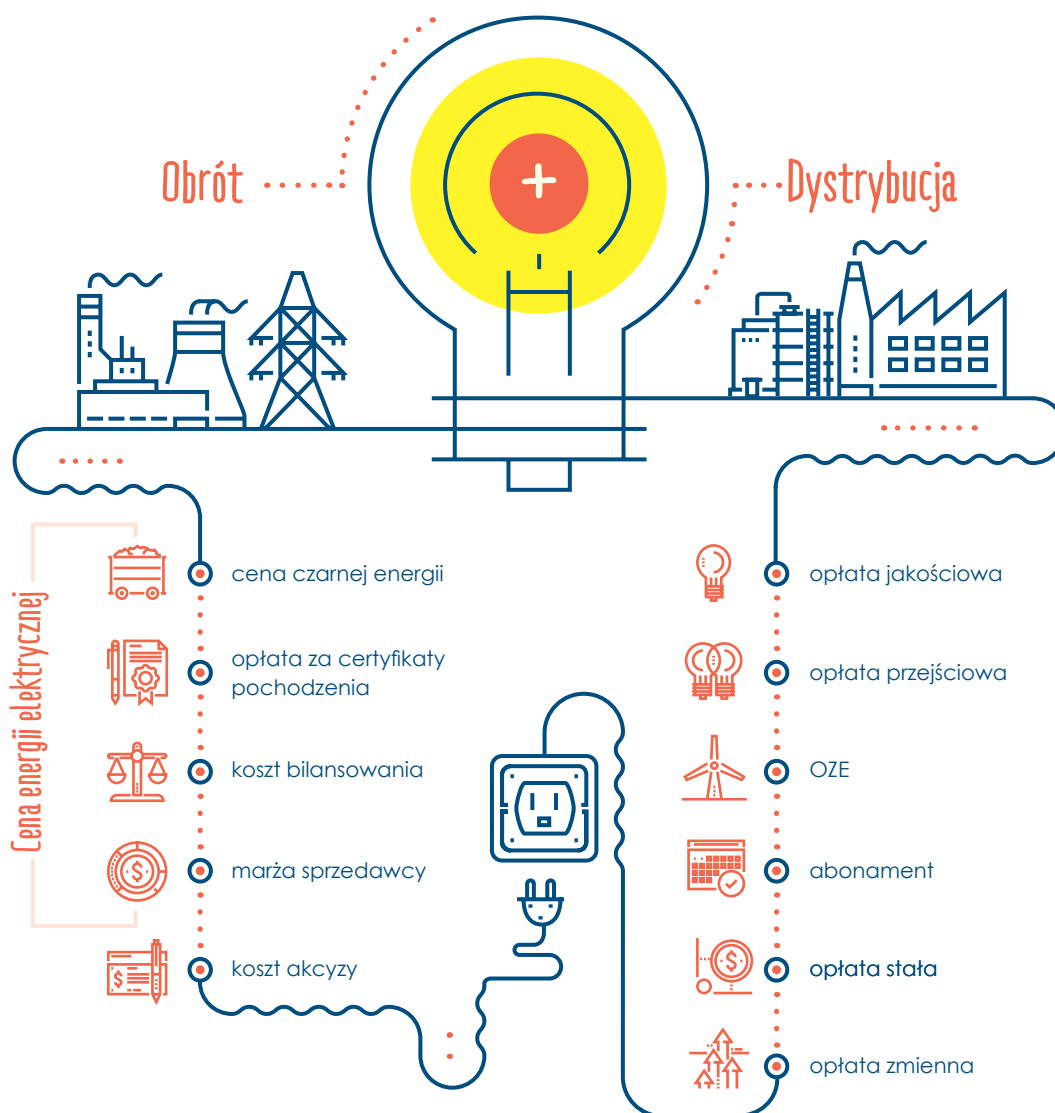 Obrót
Dystrybucja
Cena energii elektrycznej
cena czarnej energii
opłata za certyfikaty
pochodzenia
koszt bilansowania
marża sprzedawcy
koszt akcyzy
opłata jakościowa
opłata przejściowa
OZE
abonament
opłata stała
opłata zmienna